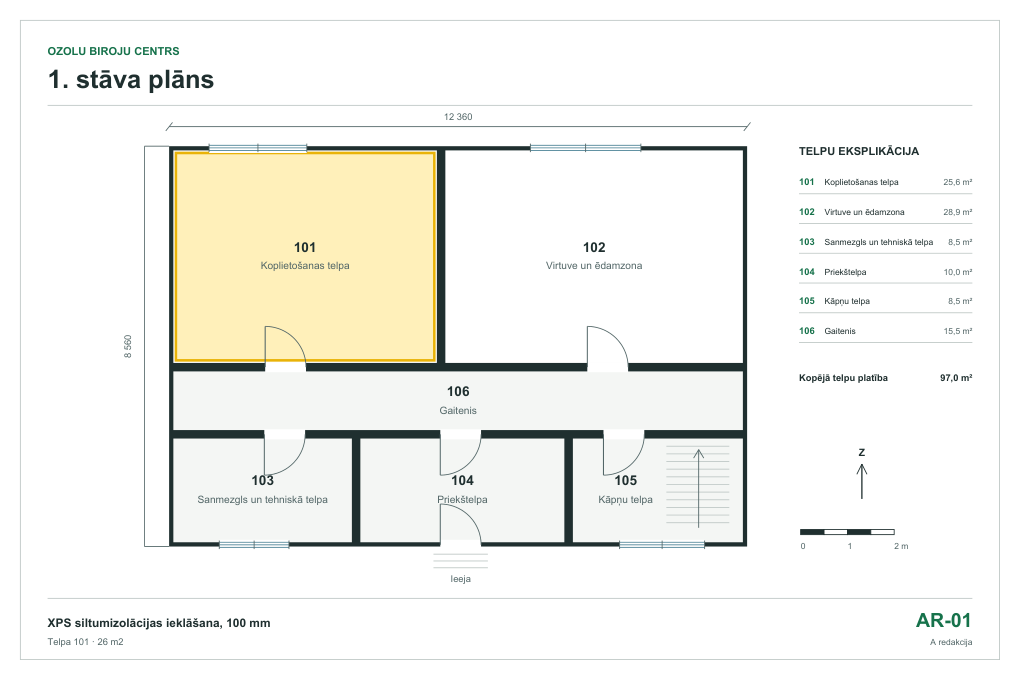 OZOLU BIROJU CENTRS
1. stāva plāns
12 360
8 560
101
Koplietošanas telpa
102
Virtuve un ēdamzona
106
Gaitenis
103
Sanmezgls un tehniskā telpa
104
Priekštelpa
105
Kāpņu telpa
Ieeja
TELPU EKSPLIKĀCIJA
101 Koplietošanas telpa 25,6 m²
102 Virtuve un ēdamzona 28,9 m²
103 Sanmezgls un tehniskā telpa 8,5 m²
104 Priekštelpa 10,0 m²
105 Kāpņu telpa 8,5 m²
106 Gaitenis 15,5 m²
Kopējā telpu platība 97,0 m²
Z
0 1 2 m
XPS siltumizolācijas ieklāšana, 100 mm
Telpa 101 · 26 m2
AR-01
A redakcija